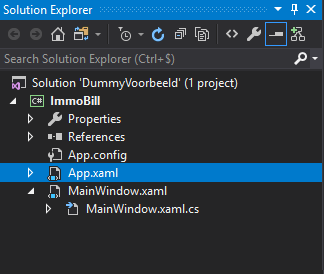 Solution Explorer
Search Solution Explorer (Ctrl+$)
Solution 'DummyVoorbeeld' (1 project)
C# ImmoBill
Properties
References
App.config
App.xaml
MainWindow.xaml
MainWindow.xaml.cs